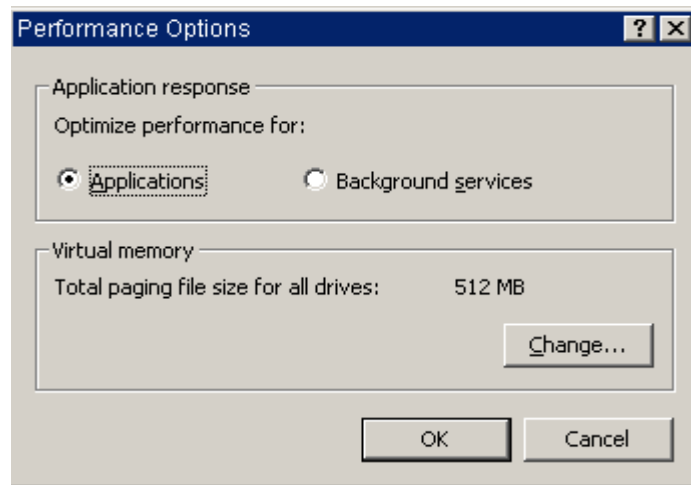 Performance Options
Application response
Optimize performance for:
Applications
Background services
Virtual memory
Total paging file size for all drives: 512 MB
Change...
OK Cancel